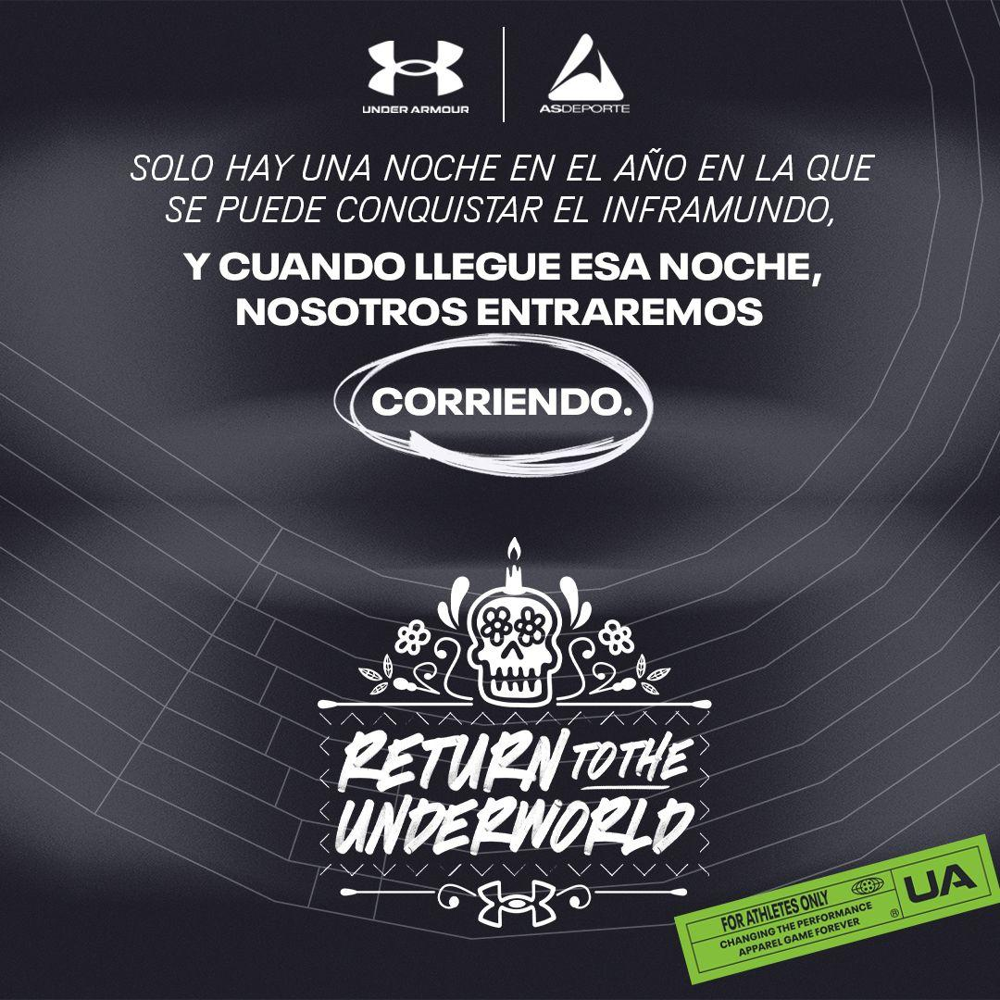 UNDER ARMOUR
ASDEPORTE
SOLO HAY UNA NOCHE EN EL AÑO EN LA QUE
SE PUEDE CONQUISTAR EL INFRAMUNDO,
Y CUANDO LLEGUE ESA NOCHE,
NOSOTROS ENTRAREMOS
CORRIENDO.
RETURN TO THE
UNDERWORLD
FOR ATHLETES ONLY
CHANGING THE PERFORMANCE
APPAREL GAME FOREVER
®
UA